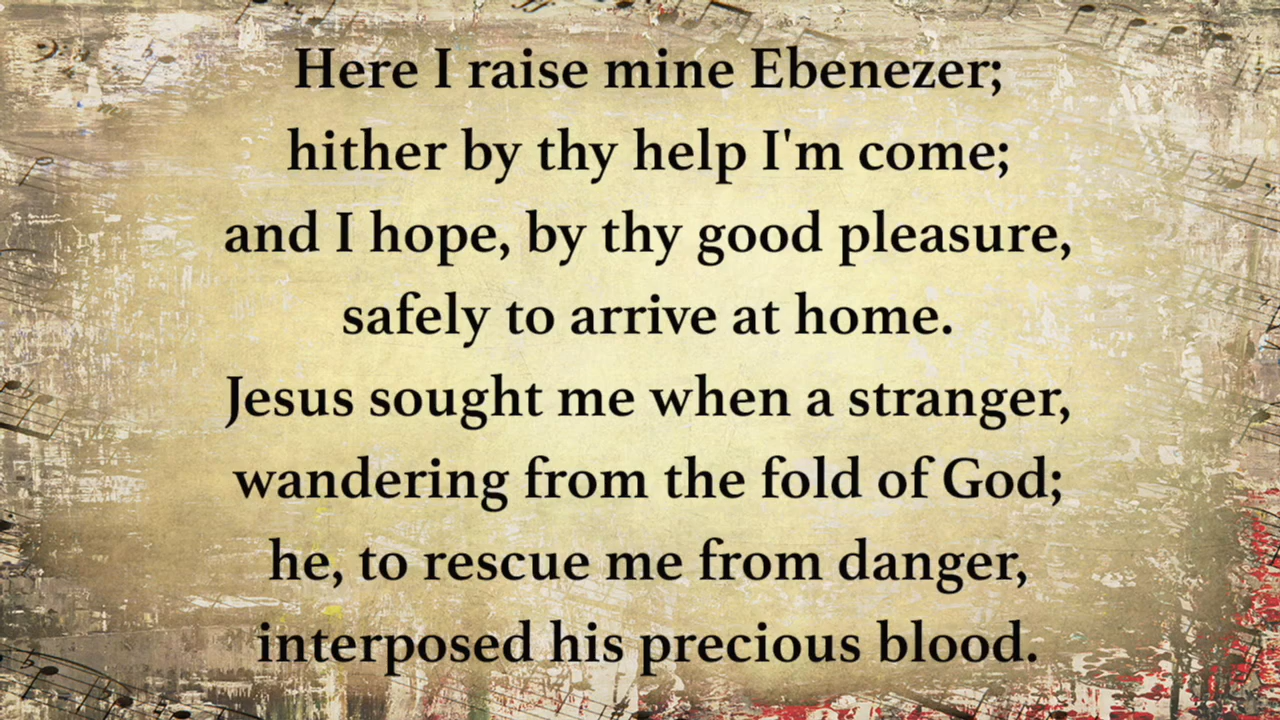 Here I raise mine Ebenezer;
hither by thy help I'm come;
and I hope, by thy good pleasure,
safely to arrive at home.
Jesus sought me when a stranger,
wandering from the fold of God;
he, to rescue me from danger,
interposed his precious blood.